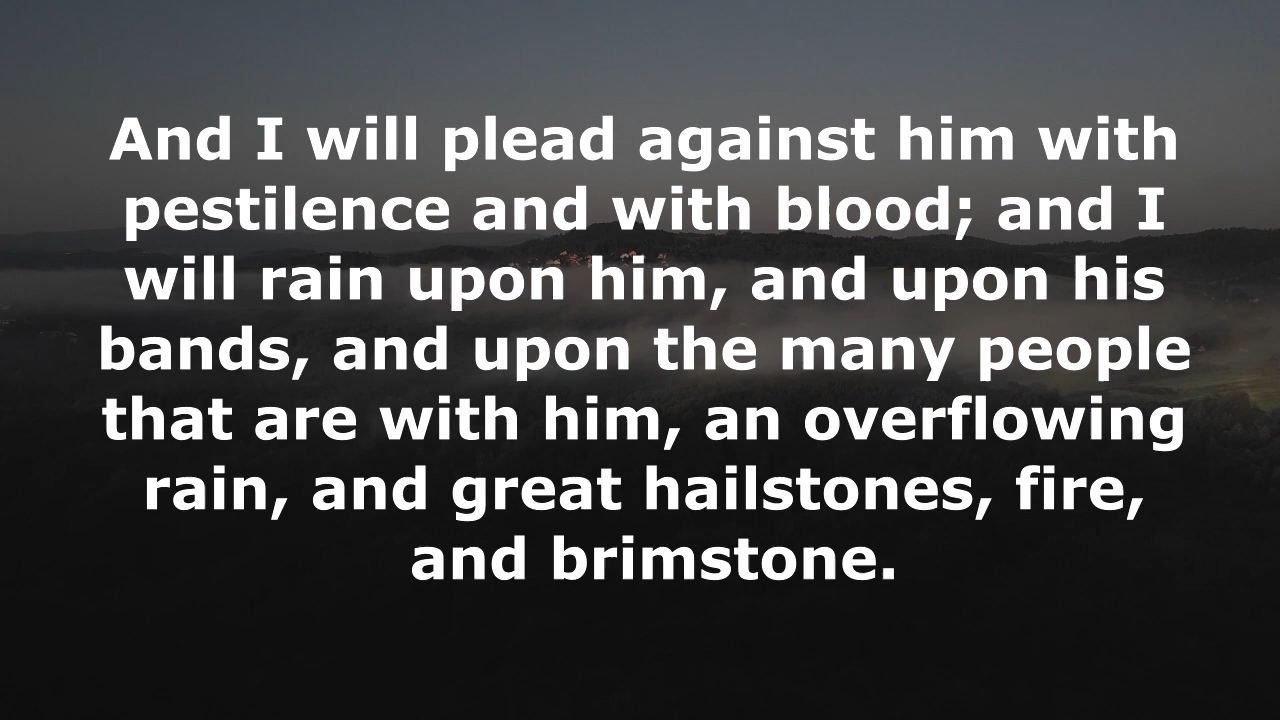 And I will plead against him with
pestilence and with blood; and I
will rain upon him, and upon his
bands, and upon the many people
that are with him, an overflowing
rain, and great hailstones, fire,
and brimstone.